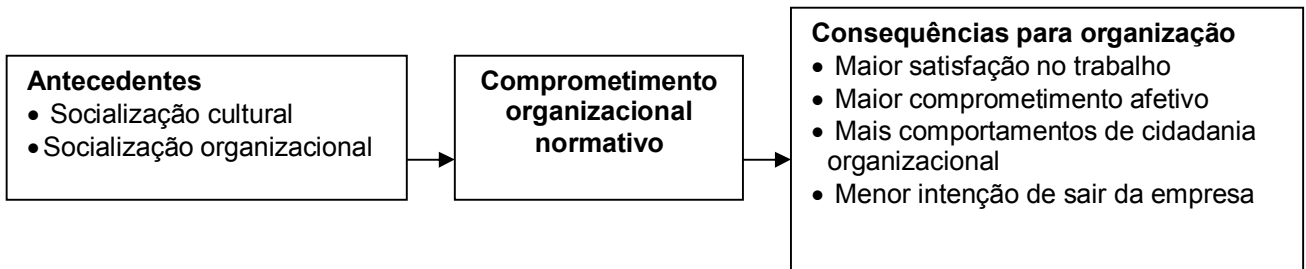 Antecedentes
• Socialização cultural
• Socialização organizacional
Comprometimento
organizacional
normativo
Consequências para organização
• Maior satisfação no trabalho
• Maior comprometimento afetivo
• Mais comportamentos de cidadania
organizacional
• Menor intenção de sair da empresa